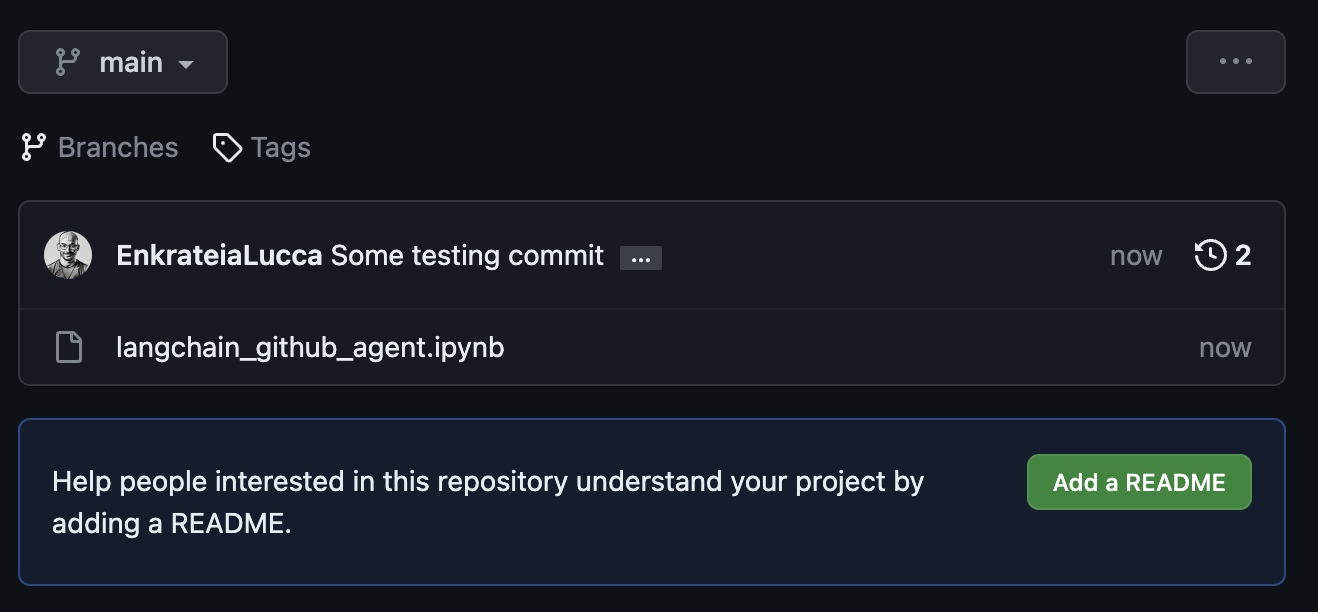 main
...
Branches Tags
EnkrateiaLucca Some testing commit ... now 2
langchain_github_agent.ipynb now
Help people interested in this repository understand your project by
adding a README.
Add a README